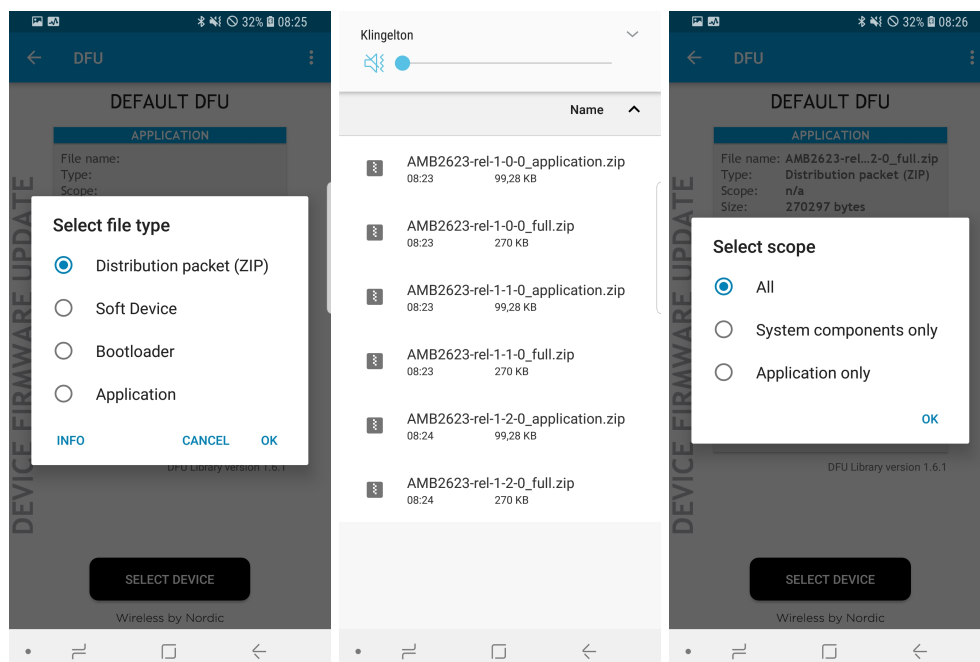 32% 08:25
DFU
DEFAULT DFU
APPLICATION
File name:
Type:
Scope:
DEVICE FIRMWARE UPDATE
Select file type
Distribution packet (ZIP)
Soft Device
Bootloader
Application
INFO CANCEL OK
DFU Library version 1.6.1
SELECT DEVICE
Wireless by Nordic
Klingelton
Name
AMB2623-rel-1-0-0_application.zip
08:23 99,28 KB
AMB2623-rel-1-0-0_full.zip
08:23 270 KB
AMB2623-rel-1-1-0_application.zip
08:23 99,28 KB
AMB2623-rel-1-1-0_full.zip
08:23 270 KB
AMB2623-rel-1-2-0_application.zip
08:24 99,28 KB
AMB2623-rel-1-2-0_full.zip
08:24 270 KB
32% 08:26
DFU
DEFAULT DFU
APPLICATION
File name: AMB2623-rel...2-0_full.zip
Type: Distribution packet (ZIP)
Scope: n/a
Size: 270297 bytes
DEVICE FIRMWARE UPDATE
Select scope
All
System components only
Application only
OK
DFU Library version 1.6.1
SELECT DEVICE
Wireless by Nordic